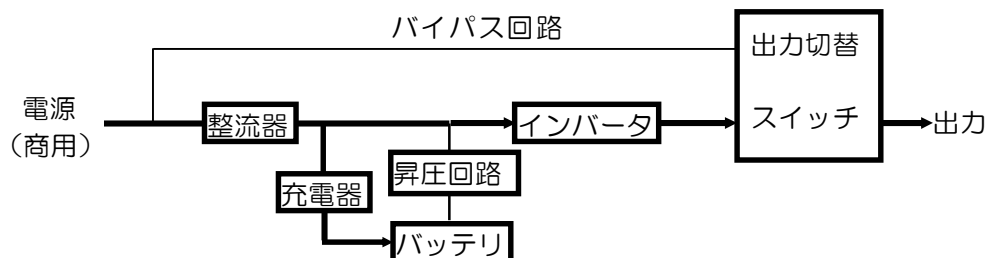 バイパス回路
出力切替
スイッチ
電源
（商用）
整流器
インバータ
出力
昇圧回路
充電器
バッテリ